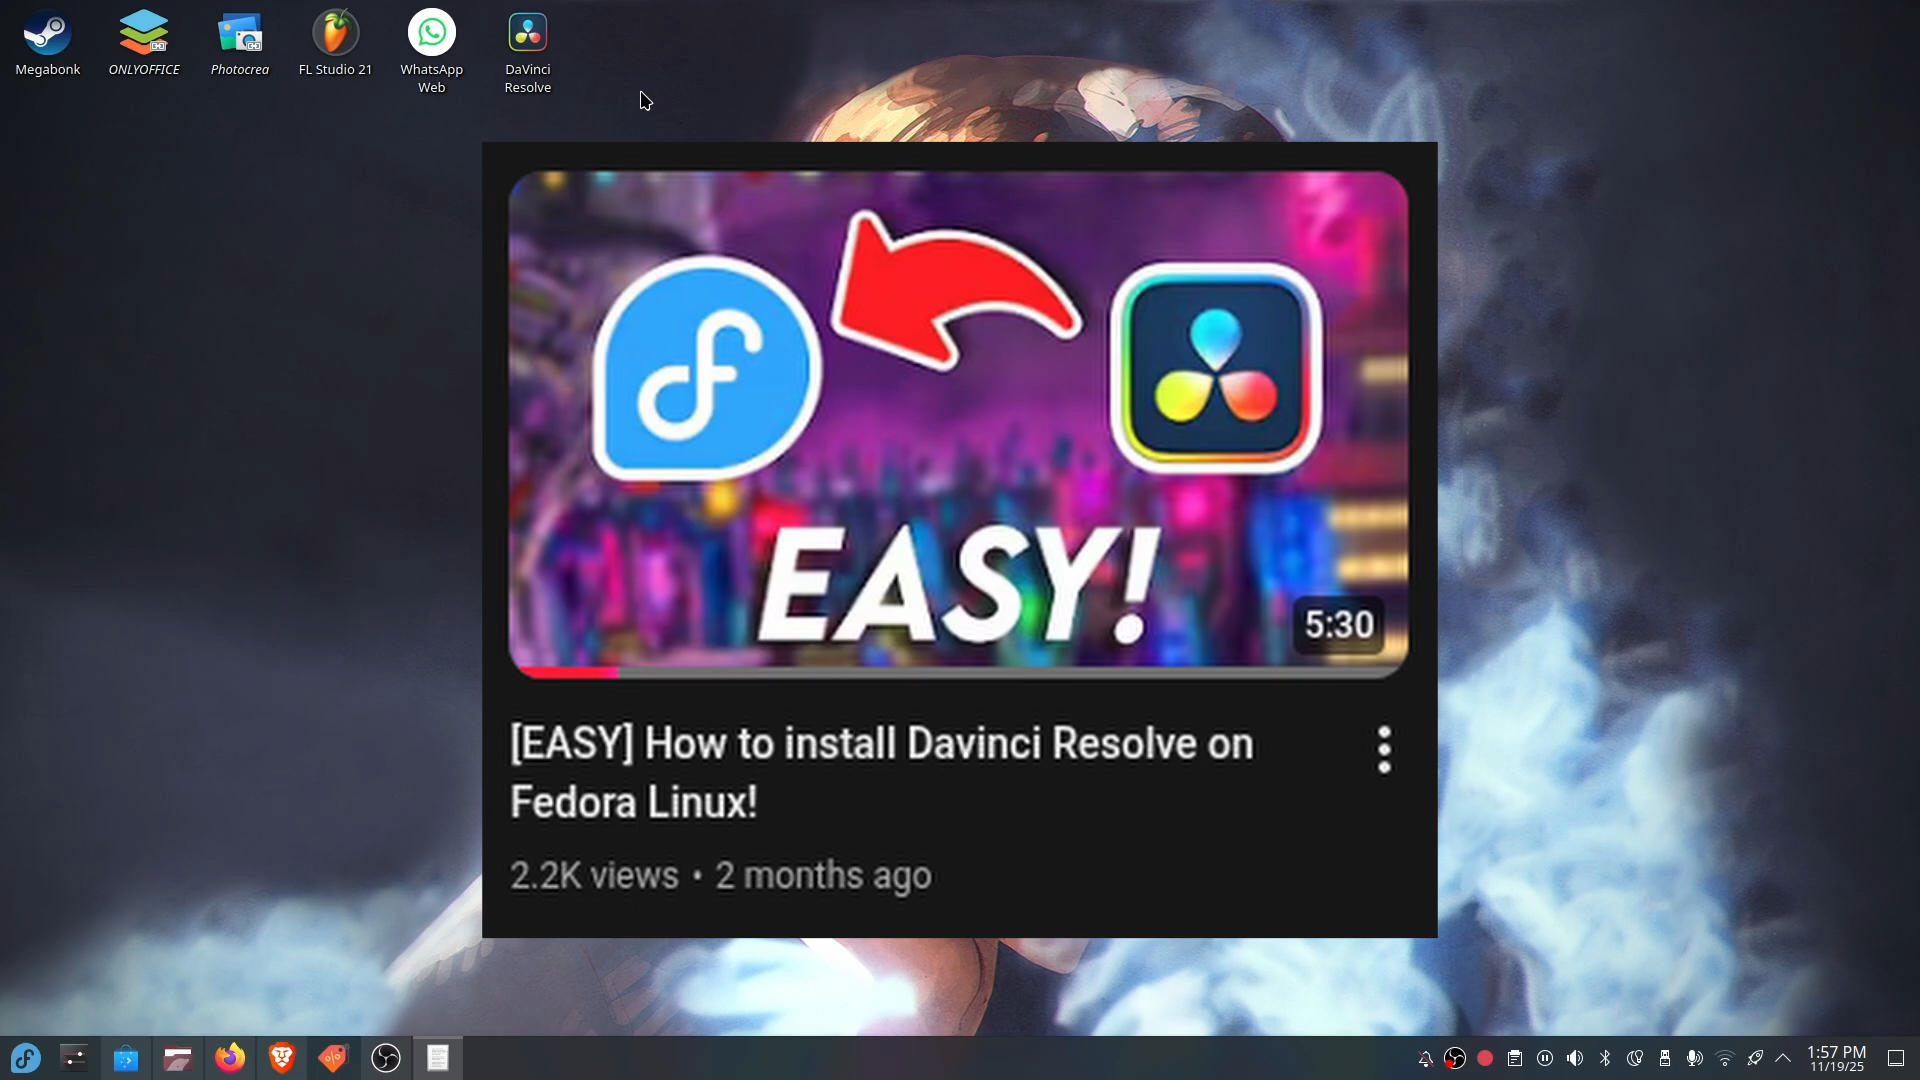 Megabonk
ONLYOFFICE
Photocrea
FL Studio 21
WhatsApp
Web
DaVinci
Resolve
EASY!
5:30
[EASY] How to install Davinci Resolve on
Fedora Linux!
2.2K views • 2 months ago
1:57 PM
11/19/25